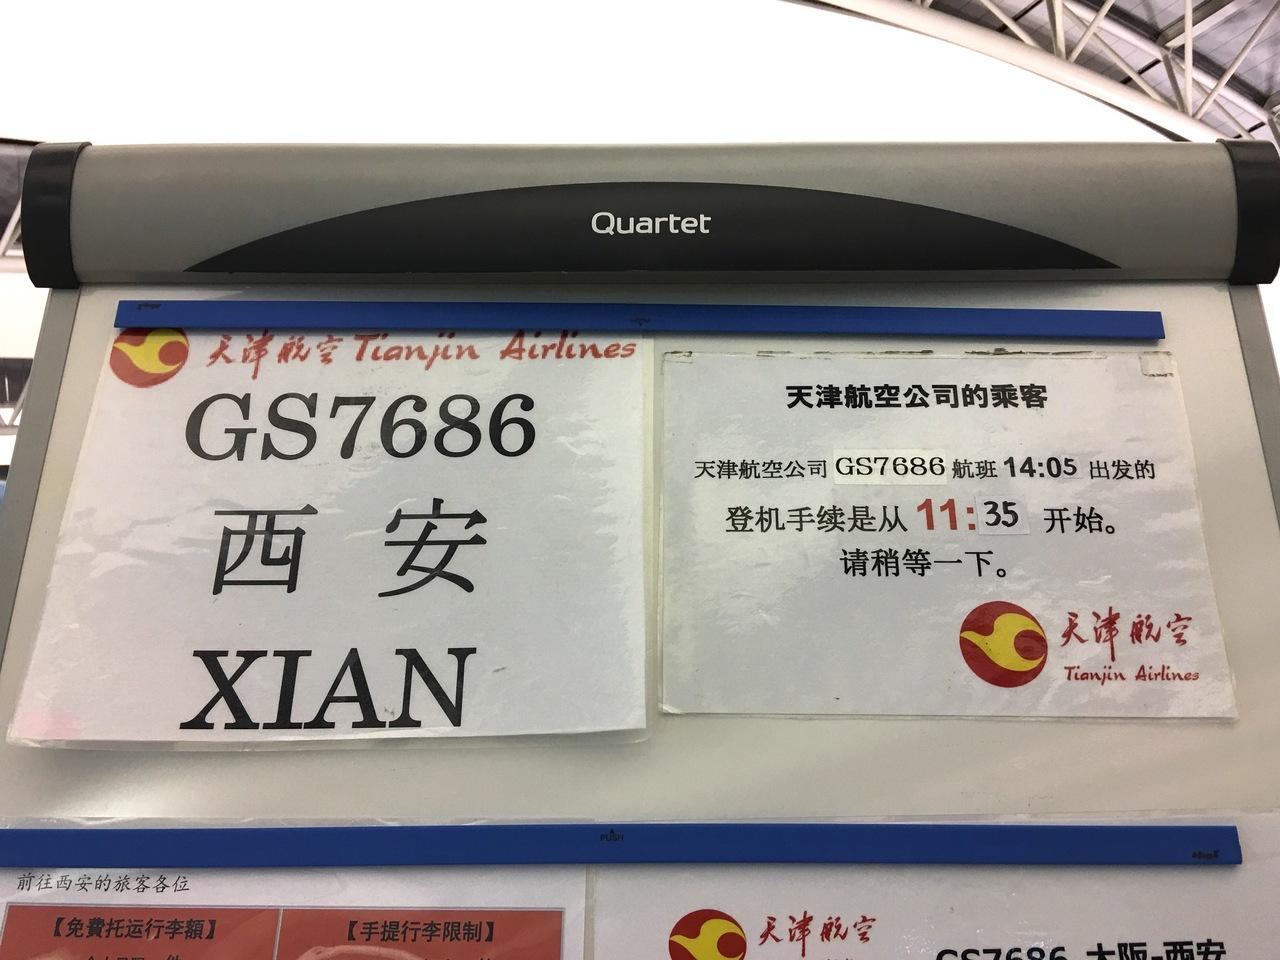 Quartet
天津航空 Tianjin Airlines
GS7686
西安
XIAN
天津航空公司的乘客
天津航空公司 GS7686 航班 14:05 出发的
登机手续是从 11:35 开始。
请稍等一下。
天津航空
Tianjin Airlines
PUSH
前往西安的旅客各位
【免費托运行李額】
【手提行李限制】
天津航空
GS7686 大阪-西安